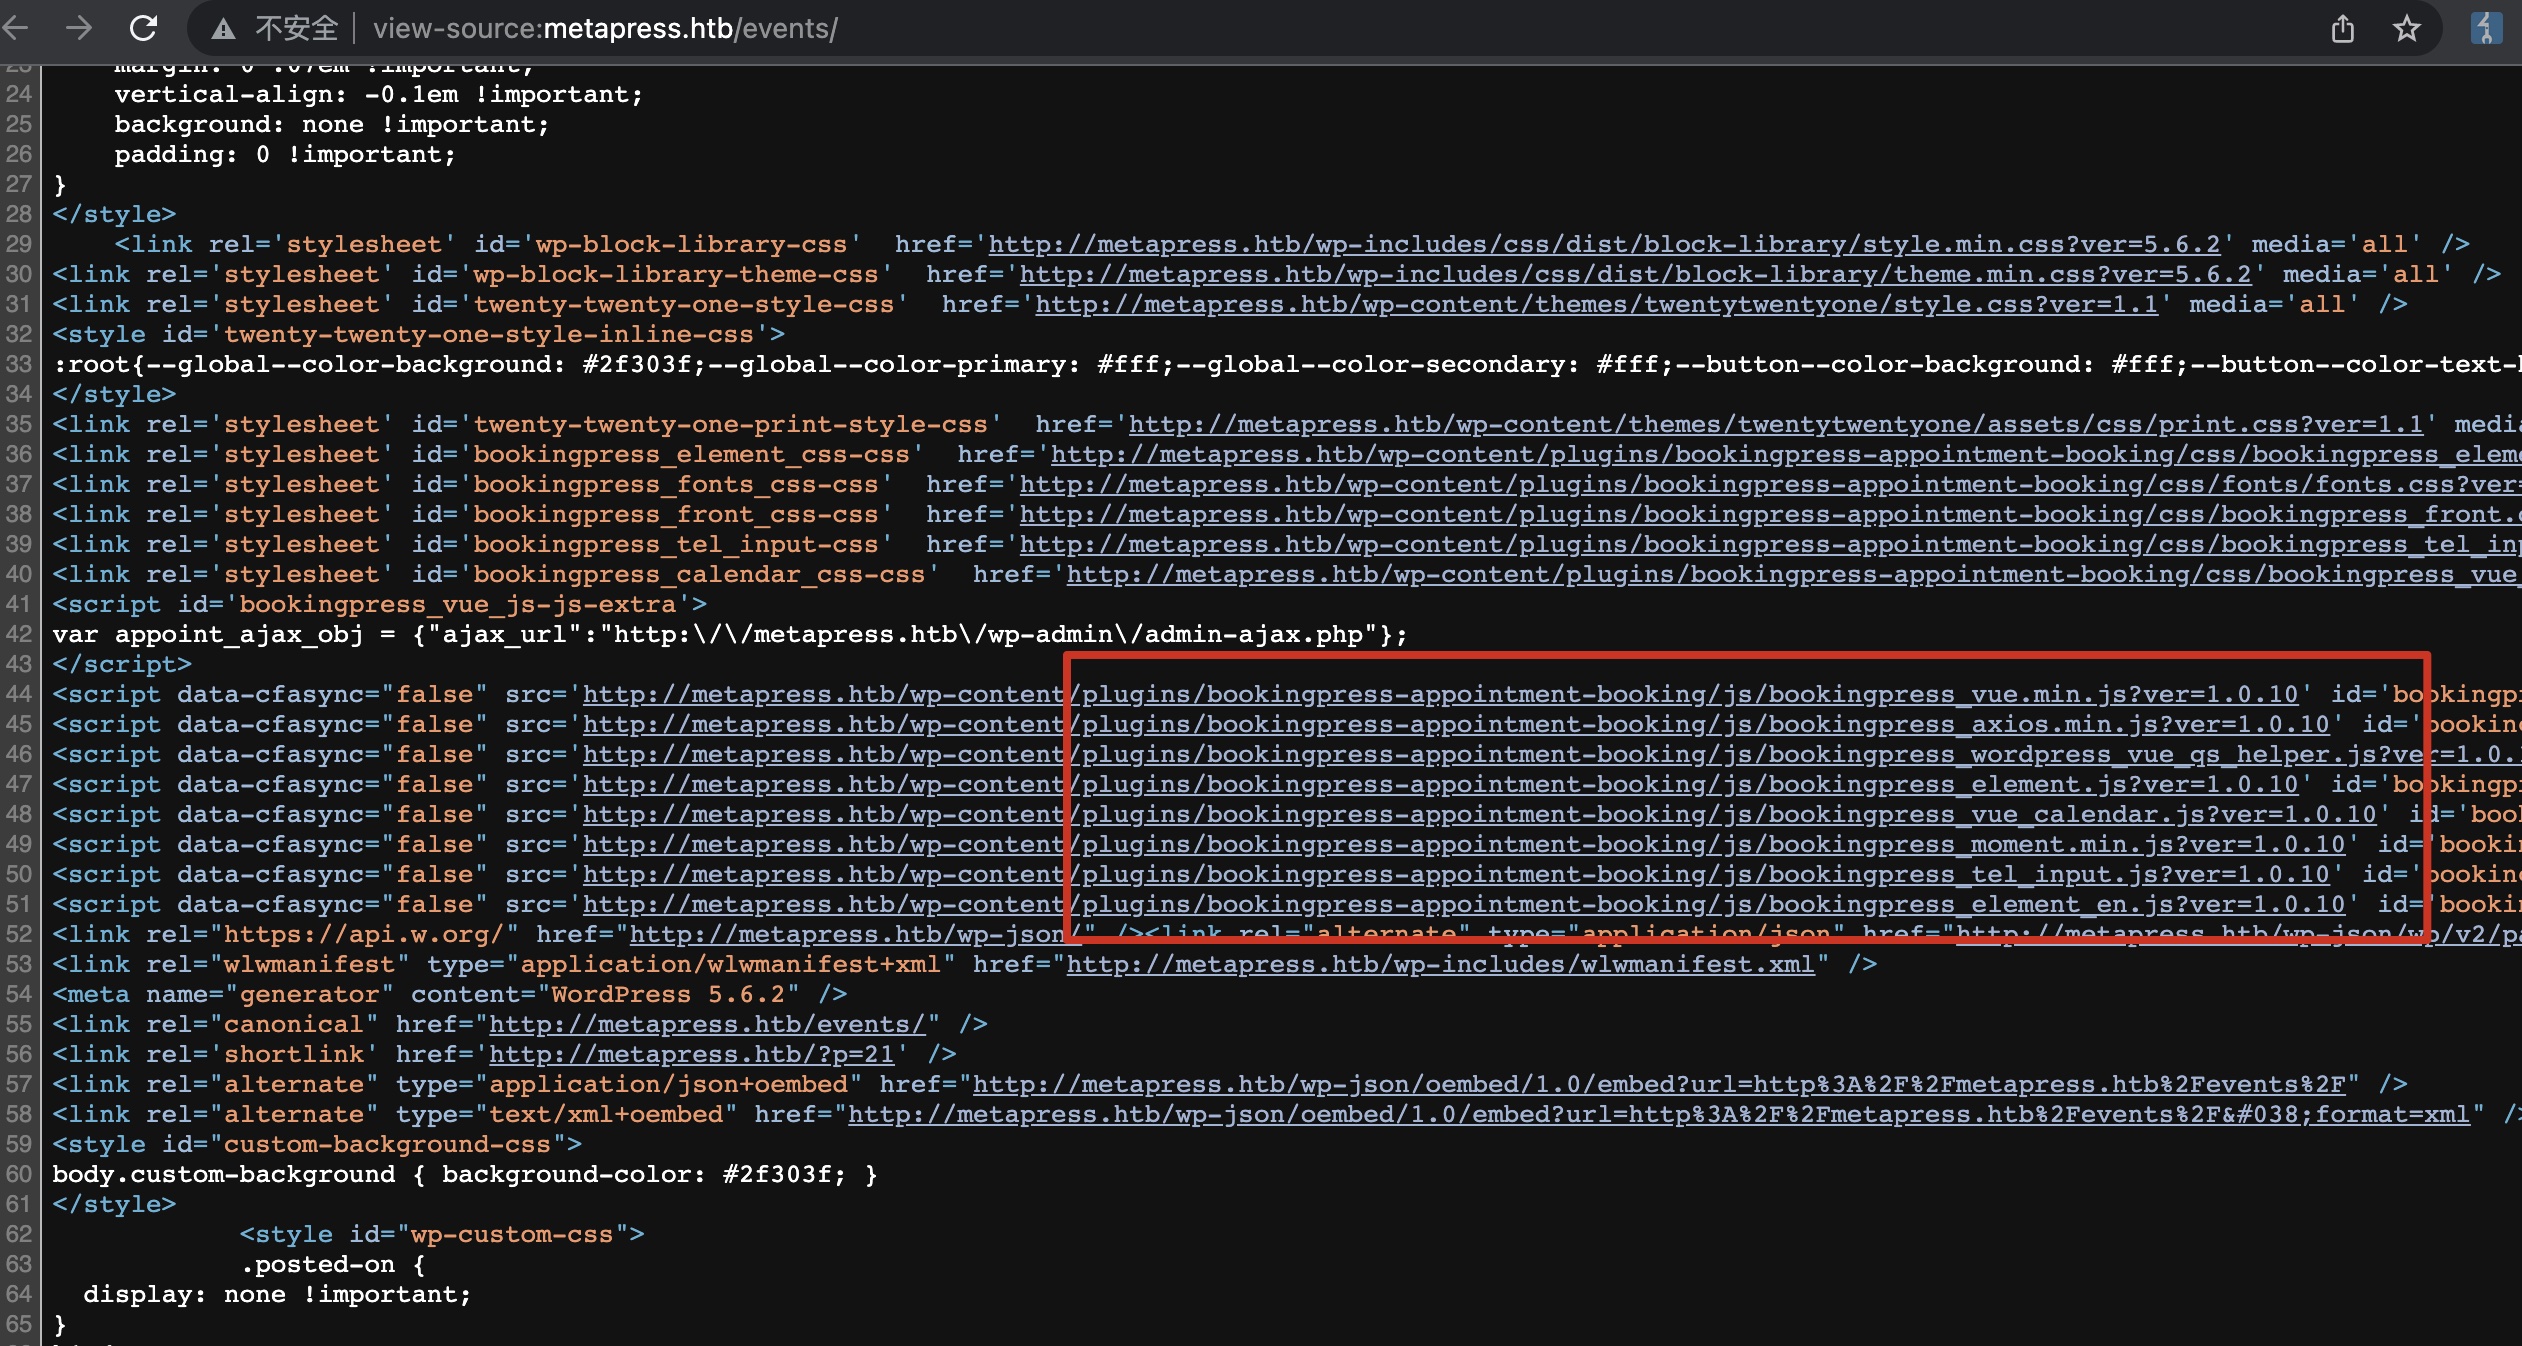 不安全 view-source:metapress.htb/events/
margin: 0 .07em !important;
24 vertical-align: -0.1em !important;
25 background: none !important;
26 padding: 0 !important;
27 }
28 </style>
29 <link rel='stylesheet' id='wp-block-library-css' href='http://metapress.htb/wp-includes/css/dist/block-library/style.min.css?ver=5.6.2' media='all' />
30 <link rel='stylesheet' id='wp-block-library-theme-css' href='http://metapress.htb/wp-includes/css/dist/block-library/theme.min.css?ver=5.6.2' media='all' />
31 <link rel='stylesheet' id='twenty-twenty-one-style-css' href='http://metapress.htb/wp-content/themes/twentytwentyone/style.css?ver=1.1' media='all' />
32 <style id='twenty-twenty-one-style-inline-css'>
33 :root{--global--color-background: #2f303f;--global--color-primary: #fff;--global--color-secondary: #fff;--button--color-background: #fff;--button--color-text-
34 </style>
35 <link rel='stylesheet' id='twenty-twenty-one-print-style-css' href='http://metapress.htb/wp-content/themes/twentytwentyone/assets/css/print.css?ver=1.1' medi
36 <link rel='stylesheet' id='bookingpress_element_css-css' href='http://metapress.htb/wp-content/plugins/bookingpress-appointment-booking/css/bookingpress_elem
37 <link rel='stylesheet' id='bookingpress_fonts_css-css' href='http://metapress.htb/wp-content/plugins/bookingpress-appointment-booking/css/fonts/fonts.css?ver=
38 <link rel='stylesheet' id='bookingpress_front_css-css' href='http://metapress.htb/wp-content/plugins/bookingpress-appointment-booking/css/bookingpress_front.
39 <link rel='stylesheet' id='bookingpress_tel_input-css' href='http://metapress.htb/wp-content/plugins/bookingpress-appointment-booking/css/bookingpress_tel_in
40 <link rel='stylesheet' id='bookingpress_calendar_css-css' href='http://metapress.htb/wp-content/plugins/bookingpress-appointment-booking/css/bookingpress_vue_
41 <script id='bookingpress_vue_js-js-extra'>
42 var appoint_ajax_obj = {"ajax_url":"http:\/\/metapress.htb\/wp-admin\/admin-ajax.php"};
43 </script>
44 <script data-cfasync="false" src='http://metapress.htb/wp-content/plugins/bookingpress-appointment-booking/js/bookingpress_vue.min.js?ver=1.0.10' id='bookingp
45 <script data-cfasync="false" src='http://metapress.htb/wp-content/plugins/bookingpress-appointment-booking/js/bookingpress_axios.min.js?ver=1.0.10' id='bookin
46 <script data-cfasync="false" src='http://metapress.htb/wp-content/plugins/bookingpress-appointment-booking/js/bookingpress_wordpress_vue_qs_helper.js?ver=1.0.
47 <script data-cfasync="false" src='http://metapress.htb/wp-content/plugins/bookingpress-appointment-booking/js/bookingpress_element.js?ver=1.0.10' id='bookingp
48 <script data-cfasync="false" src='http://metapress.htb/wp-content/plugins/bookingpress-appointment-booking/js/bookingpress_vue_calendar.js?ver=1.0.10' id='boo
49 <script data-cfasync="false" src='http://metapress.htb/wp-content/plugins/bookingpress-appointment-booking/js/bookingpress_moment.min.js?ver=1.0.10' id='booki
50 <script data-cfasync="false" src='http://metapress.htb/wp-content/plugins/bookingpress-appointment-booking/js/bookingpress_tel_input.js?ver=1.0.10' id='bookin
51 <script data-cfasync="false" src='http://metapress.htb/wp-content/plugins/bookingpress-appointment-booking/js/bookingpress_element_en.js?ver=1.0.10' id='booki
52 <link rel="https://api.w.org/" href="http://metapress.htb/wp-json/" /><link rel="alternate" type="application/json" href="http://metapress.htb/wp-json/wp/v2/pa
53 <link rel="wlwmanifest" type="application/wlwmanifest+xml" href="http://metapress.htb/wp-includes/wlwmanifest.xml" />
54 <meta name="generator" content="WordPress 5.6.2" />
55 <link rel="canonical" href="http://metapress.htb/events/" />
56 <link rel='shortlink' href='http://metapress.htb/?p=21' />
57 <link rel="alternate" type="application/json+oembed" href="http://metapress.htb/wp-json/oembed/1.0/embed?url=http%3A%2F%2Fmetapress.htb%2Fevents%2F" />
58 <link rel="alternate" type="text/xml+oembed" href="http://metapress.htb/wp-json/oembed/1.0/embed?url=http%3A%2F%2Fmetapress.htb%2Fevents%2F&#038;format=xml" />
59 <style id="custom-background-css">
60 body.custom-background { background-color: #2f303f; }
61 </style>
62 <style id="wp-custom-css">
63 .posted-on {
64 display: none !important;
65 }